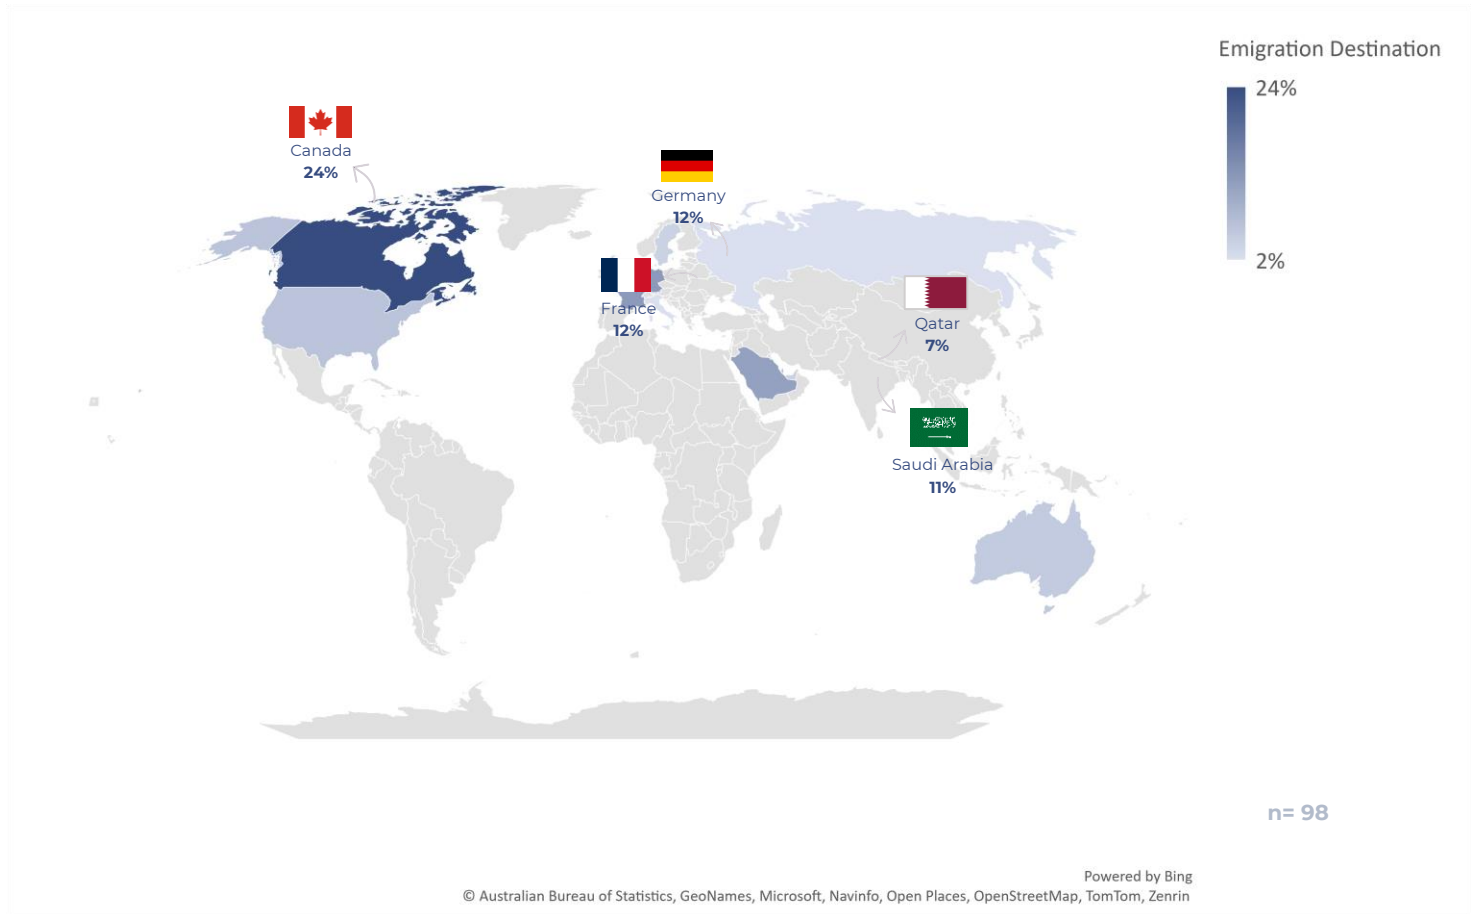 Emigration Destination
24%
2%
Canada
24%
Germany
12%
France
12%
Qatar
7%
Saudi Arabia
11%
n= 98
Powered by Bing
© Australian Bureau of Statistics, GeoNames, Microsoft, Navinfo, Open Places, OpenStreetMap, TomTom, Zenrin